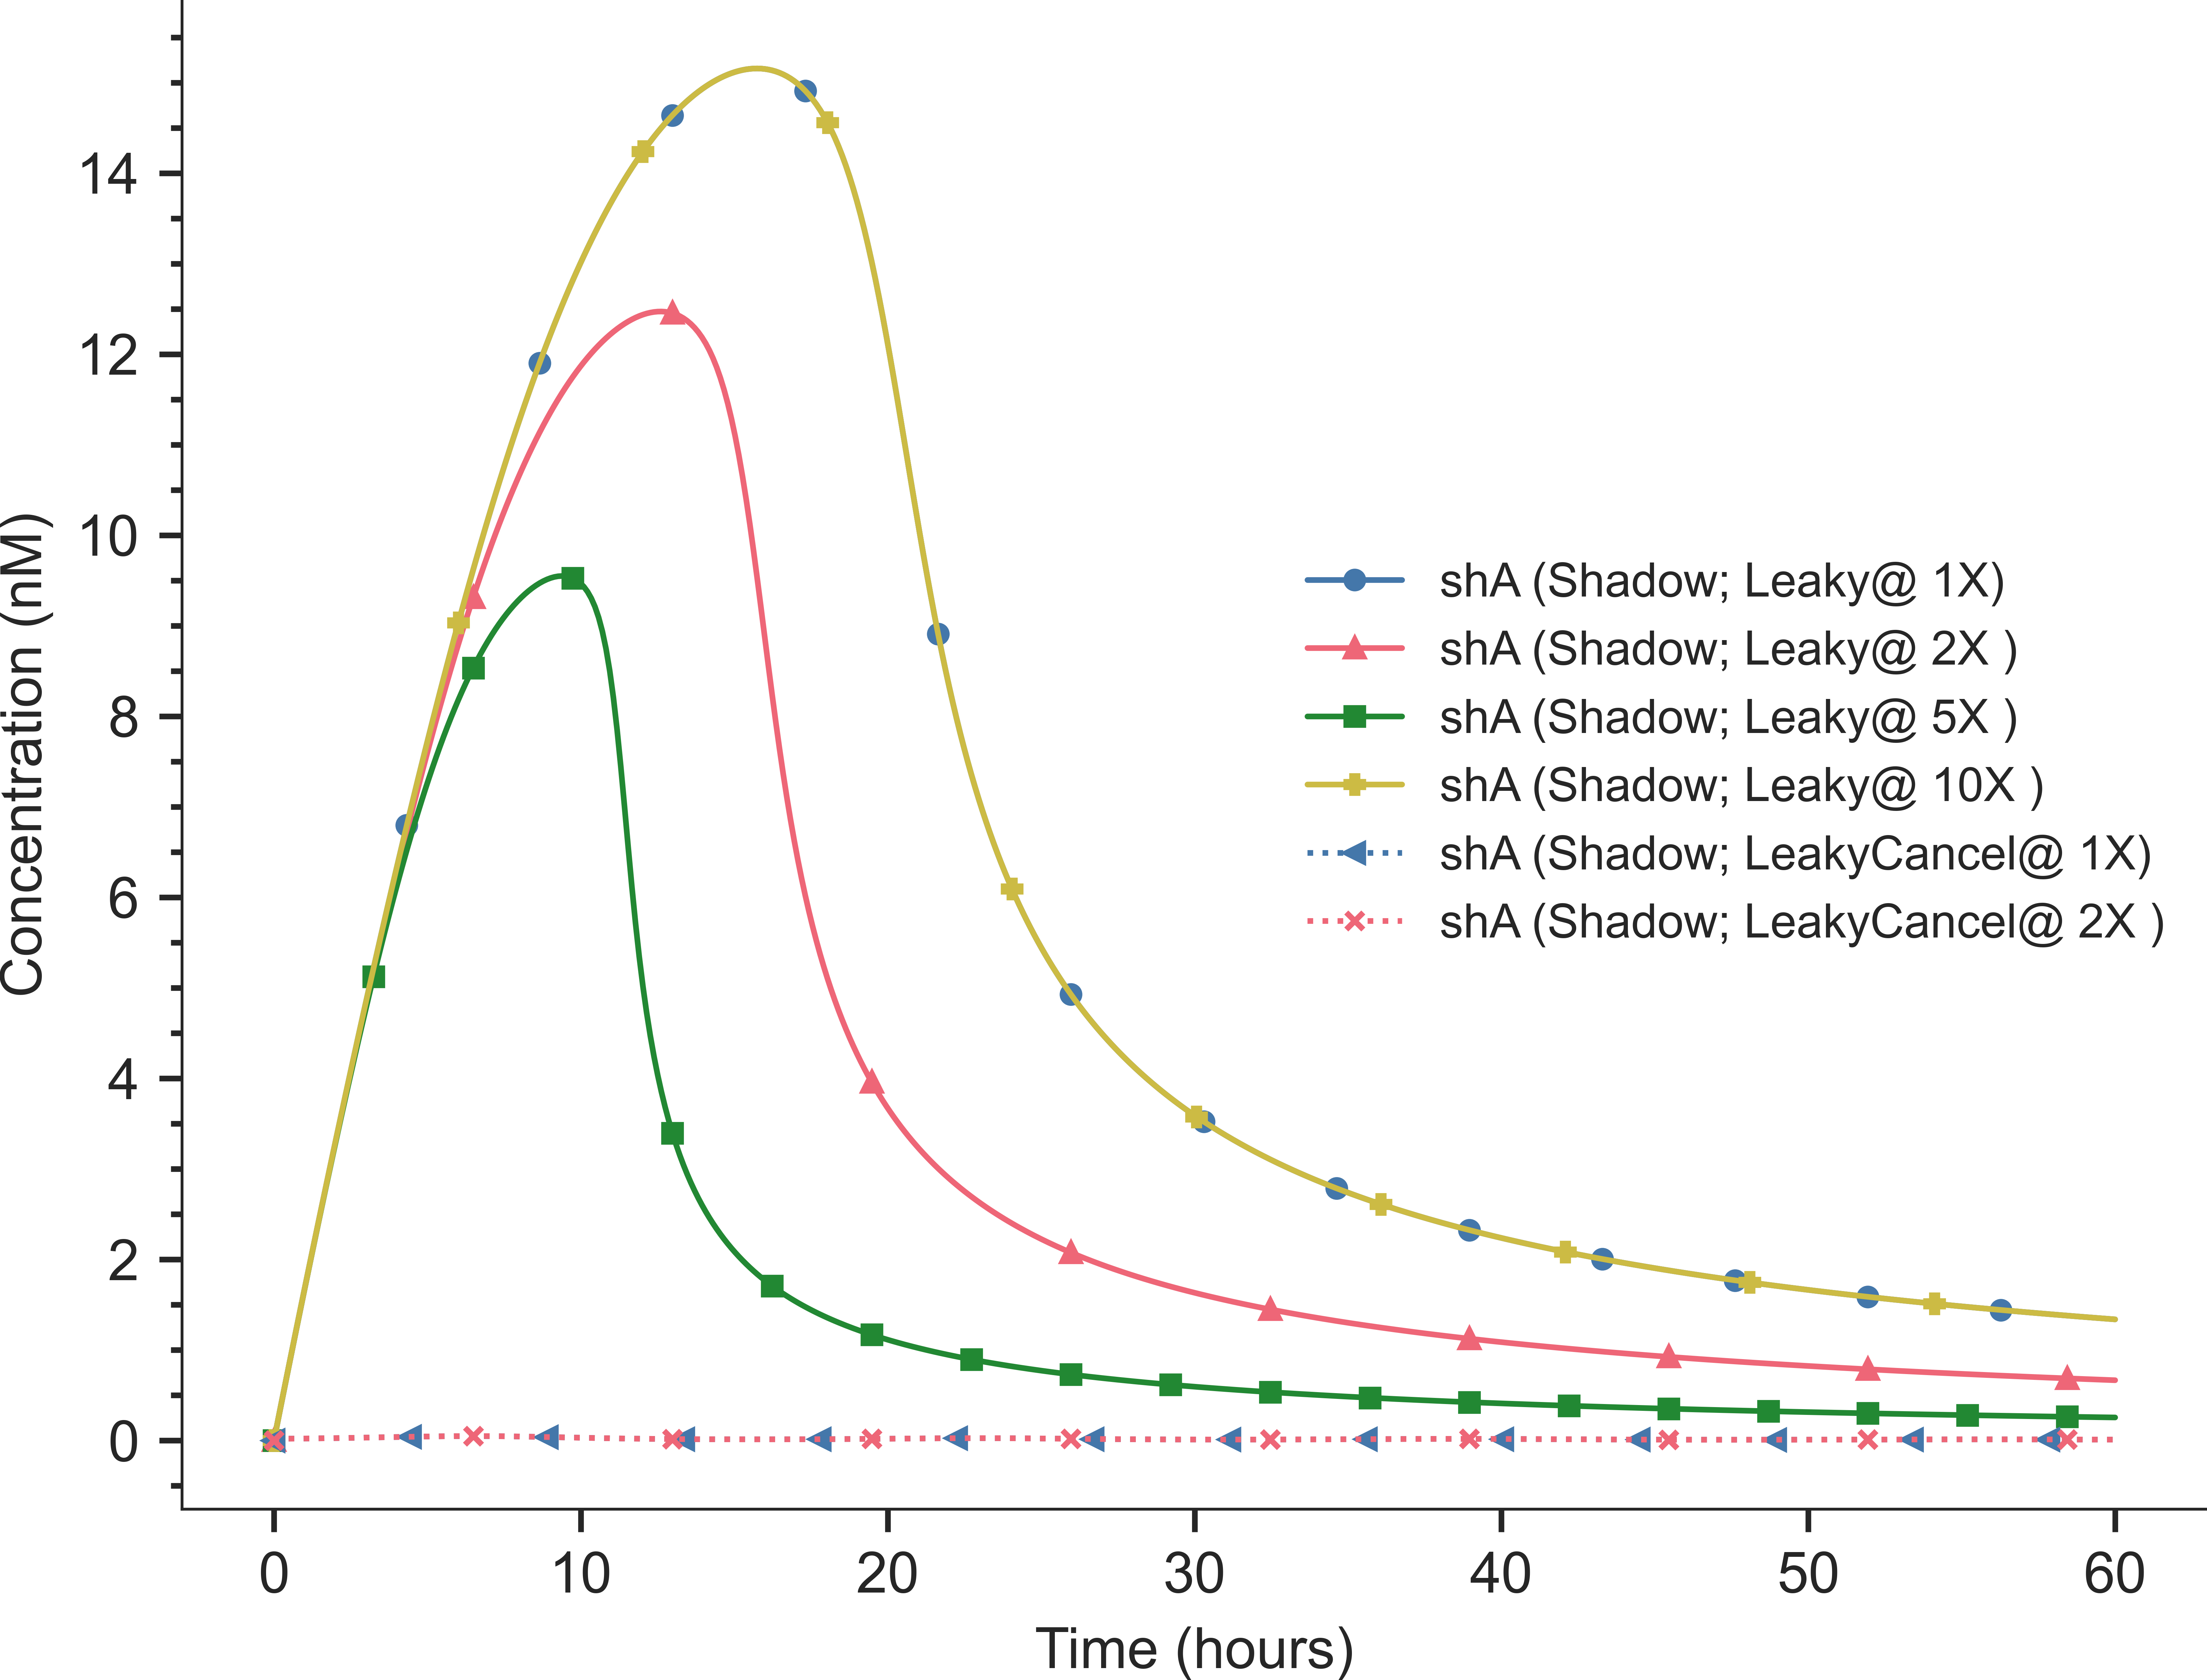 Concentration (nM)
14
12
10
8
6
4
2
0
shA (Shadow; Leaky@ 1X)
shA (Shadow; Leaky@ 2X )
shA (Shadow; Leaky@ 5X )
shA (Shadow; Leaky@ 10X )
shA (Shadow; LeakyCancel@ 1X)
shA (Shadow; LeakyCancel@ 2X )
0 10 20 30 40 50 60
Time (hours)